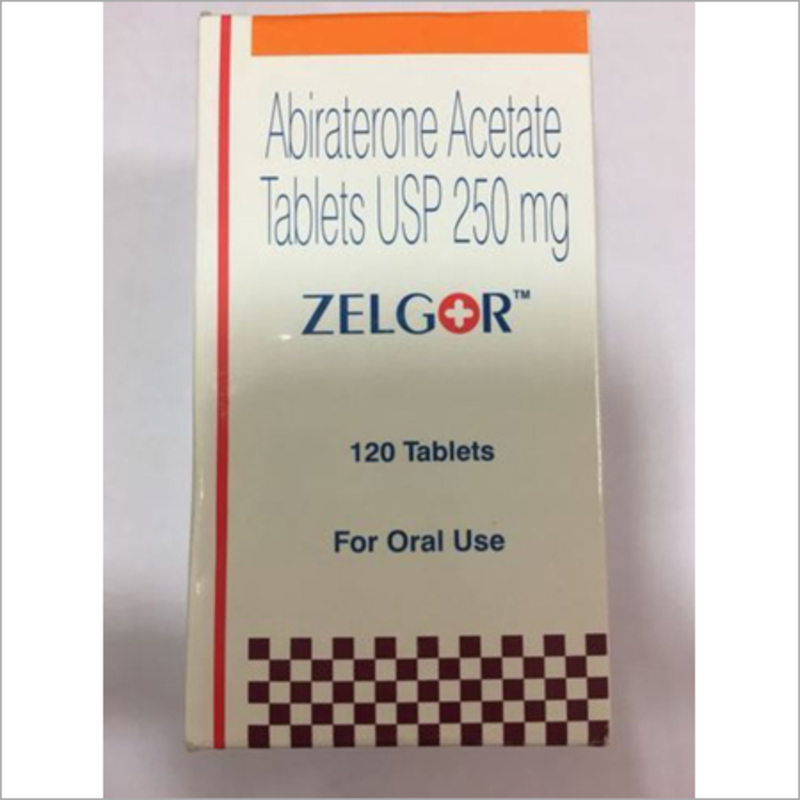 Abiraterone Acetate
Tablets USP 250 mg
ZELGOR™
120 Tablets
For Oral Use